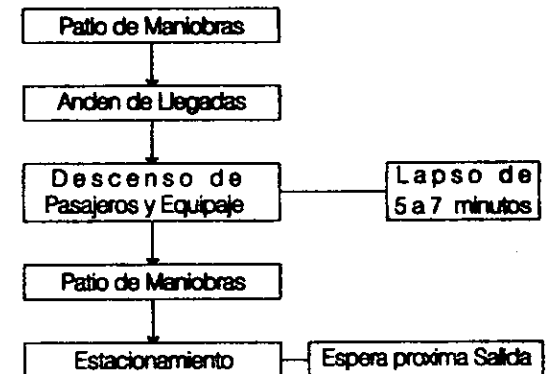 Patio de Maniobras
Anden de Llegadas
Descenso de
Pasajeros y Equipaje
Lapso de
5 a 7 minutos
Patio de Maniobras
Estacionamiento
Espera proxima Salida